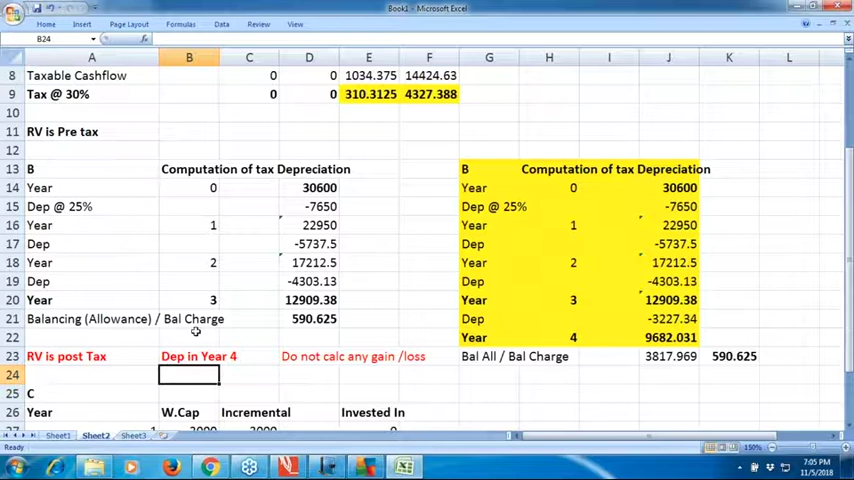 Book1 - Microsoft Excel
Home Insert Page Layout Formulas Data Review View
B24 fx
A B C D E F G H I J K L
8 Taxable Cashflow 0 0 1034.375 14424.63
9 Tax @ 30% 0 0 310.3125 4327.388
10
11 RV is Pre tax
12
13 B Computation of tax Depreciation B Computation of tax Depreciation
14 Year 0 30600 Year 0 30600
15 Dep @ 25% -7650 Dep @ 25% -7650
16 Year 1 22950 Year 1 22950
17 Dep -5737.5 Dep -5737.5
18 Year 2 17212.5 Year 2 17212.5
19 Dep -4303.13 Dep -4303.13
20 Year 3 12909.38 Year 3 12909.38
21 Balancing (Allowance) / Bal Charge 590.625 Dep -3227.34
22 Year 4 9682.031
23 RV is post Tax Dep in Year 4 Do not calc any gain /loss Bal All / Bal Charge 3817.969 590.625
24
25 C
26 Year W.Cap Incremental Invested In
Sheet1 Sheet2 Sheet3
Ready 150%
7:05 PM
11/5/2018